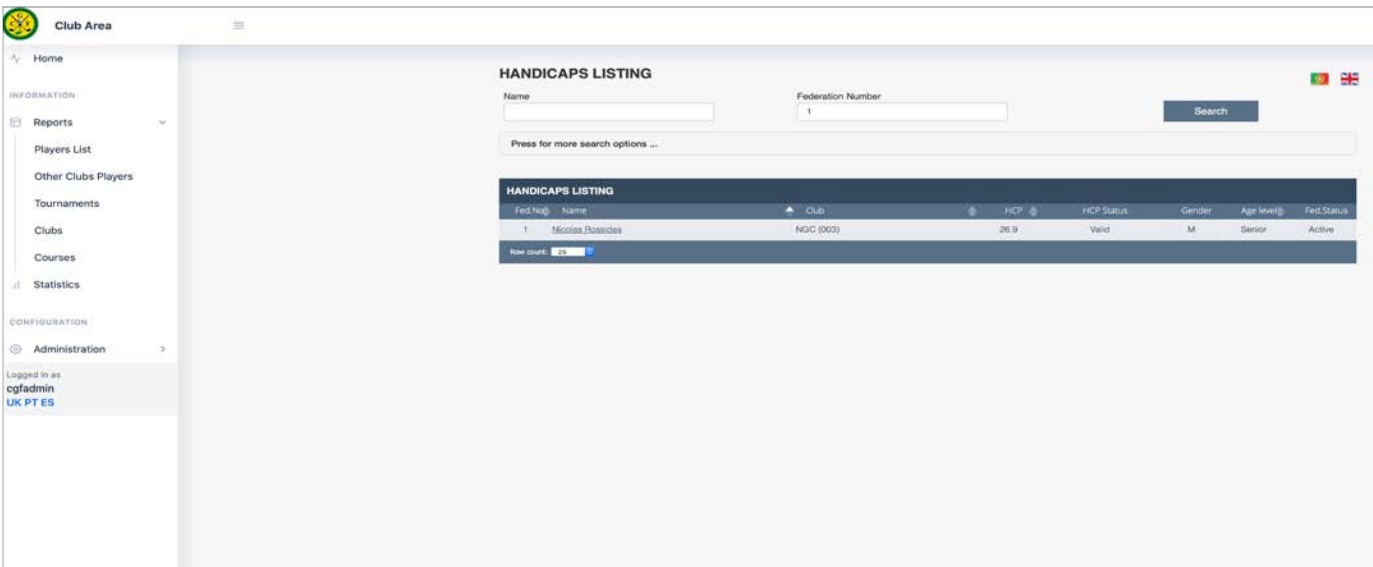 Club Area
Home
INFORMATION
Reports
Players List
Other Clubs Players
Tournaments
Clubs
Courses
Statistics
CONFIGURATION
Administration
Logged in as
cgfadmin
UK PT ES
HANDICAPS LISTING
Name Federation Number
1 Search
Press for more search options ...
HANDICAPS LISTING
Fed.No Name Club HCP HCP Status Gender Age level Fed.Status
1 Nicolas Rossides NGC (003) 26.9 Valid M Senior Active
Row count: 25